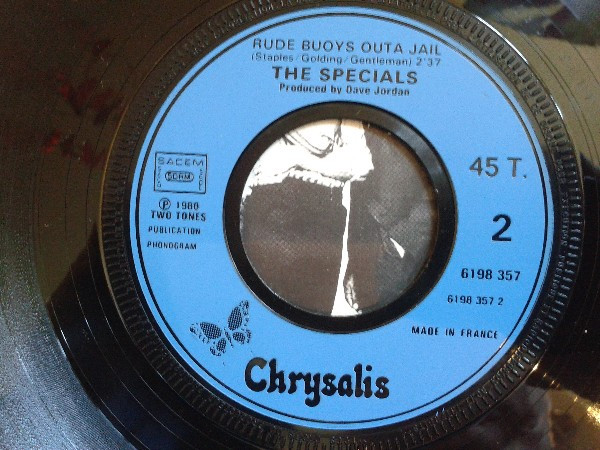 RUDE BUOYS OUTA JAIL
(Staples/Golding/Gentleman) 2'37
THE SPECIALS
Produced by Dave Jordan
SACEM
SDRM
45 T.
℗ 1980
TWO TONES
PUBLICATION
PHONOGRAM
2
6198 357
6198 357 2
MADE IN FRANCE
Chrysalis